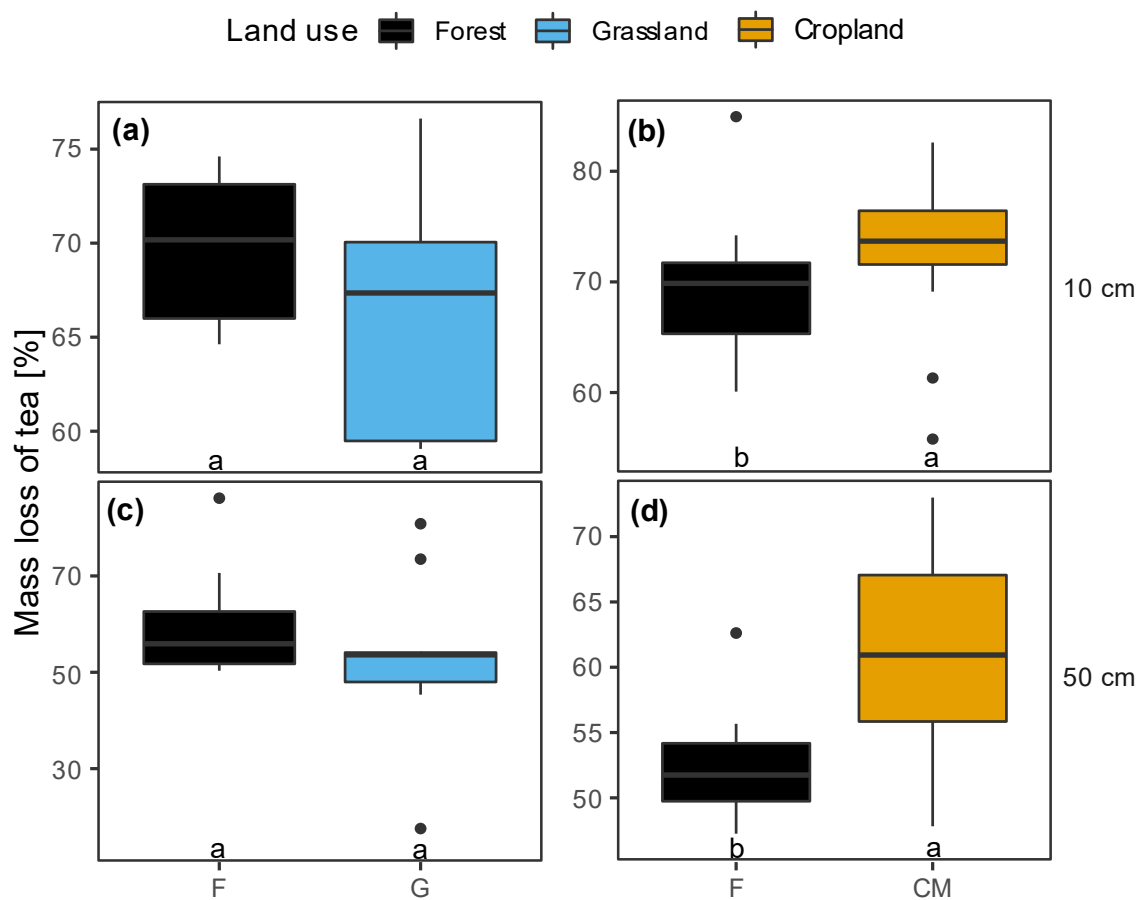 Land use Forest Grassland Cropland
Mass loss of tea [%]
(a)
75
70
65
60
a a
(b)
80
70
60
b a
10 cm
(c)
70
50
30
a a
F G
(d)
70
65
60
55
50
b a
F CM
50 cm